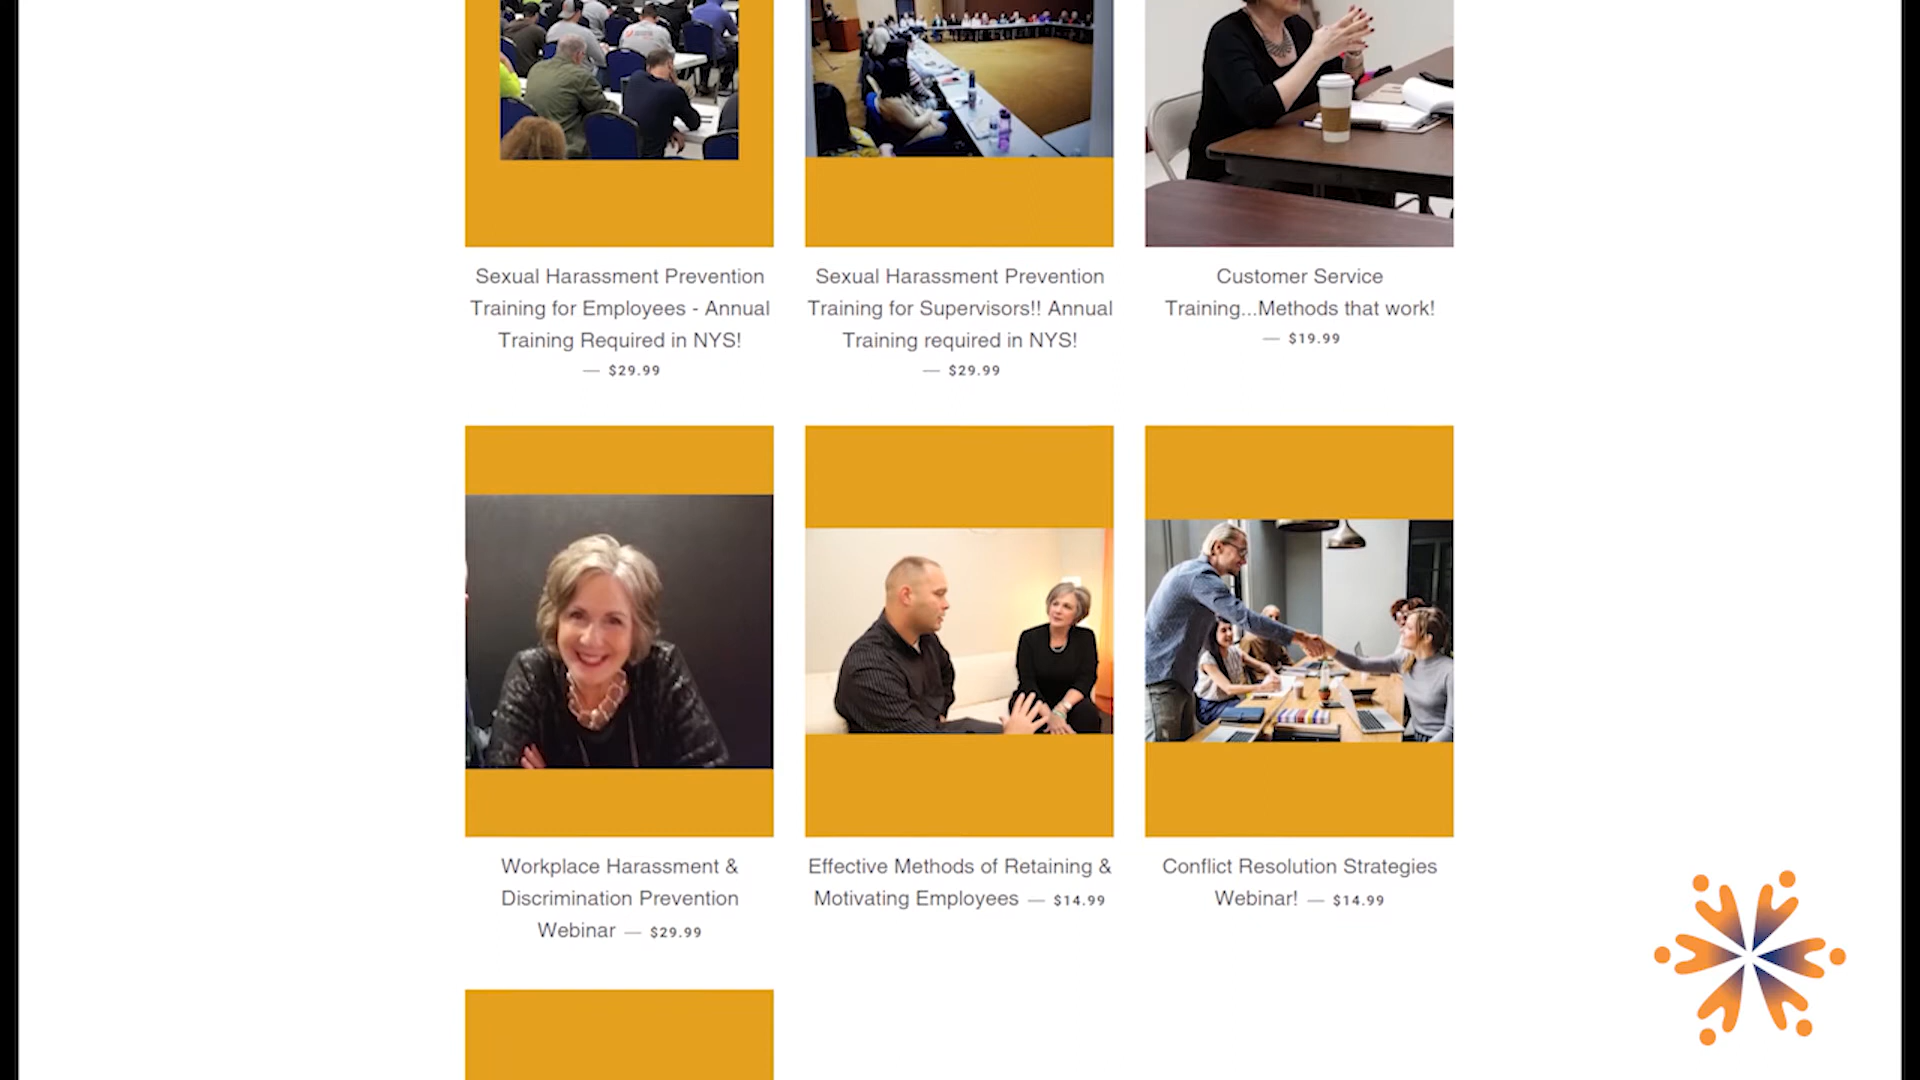 Sexual Harassment Prevention
Training for Employees - Annual
Training Required in NYS!
— $29.99
Sexual Harassment Prevention
Training for Supervisors!! Annual
Training required in NYS!
— $29.99
Customer Service
Training...Methods that work!
— $19.99
Workplace Harassment &
Discrimination Prevention
Webinar — $29.99
Effective Methods of Retaining &
Motivating Employees — $14.99
Conflict Resolution Strategies
Webinar! — $14.99